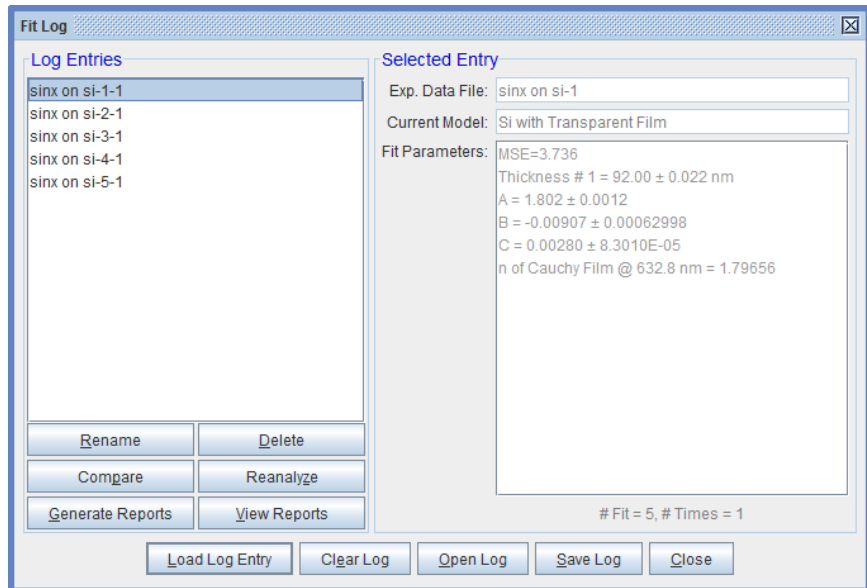 Fit Log
Log Entries
sinx on si-1-1
sinx on si-2-1
sinx on si-3-1
sinx on si-4-1
sinx on si-5-1
Rename Delete
Compare Reanalyze
Generate Reports View Reports
Selected Entry
Exp. Data File: sinx on si-1
Current Model: Si with Transparent Film
Fit Parameters: MSE=3.736
Thickness # 1 = 92.00 ± 0.022 nm
A = 1.802 ± 0.0012
B = -0.00907 ± 0.00062998
C = 0.00280 ± 8.3010E-05
n of Cauchy Film @ 632.8 nm = 1.79656
# Fit = 5, # Times = 1
Load Log Entry Clear Log Open Log Save Log Close